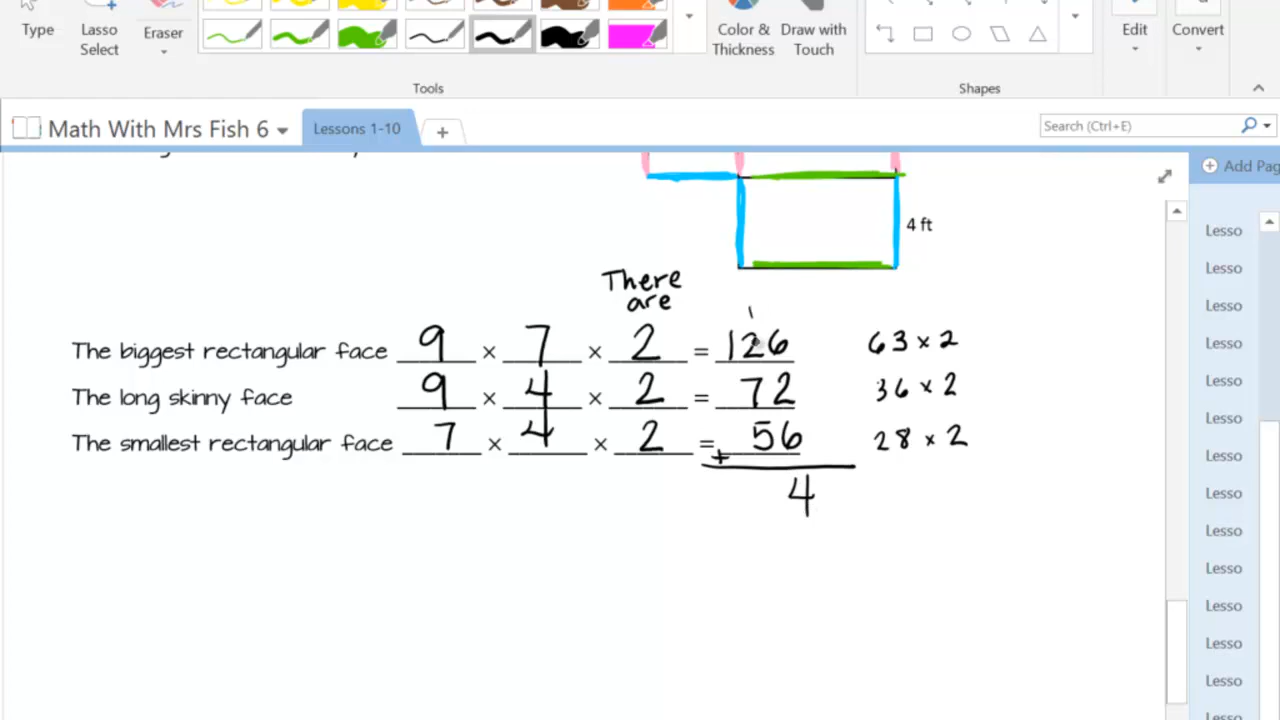 Type
Lasso
Select
Eraser
Color &
Thickness
Draw with
Touch
Edit
Convert
Tools
Shapes
Math With Mrs Fish 6
Lessons 1-10
+
Search (Ctrl+E)
Add Pag
4 ft
There
are
1
The biggest rectangular face 9 × 7 × 2 = 126 63 × 2
The long skinny face 9 × 4 × 2 = 72 36 × 2
The smallest rectangular face 7 × 4 × 2 = 56 28 × 2
+
4
Lesso
Lesso
Lesso
Lesso
Lesso
Lesso
Lesso
Lesso
Lesso
Lesso
Lesso
Lesso
Lesso